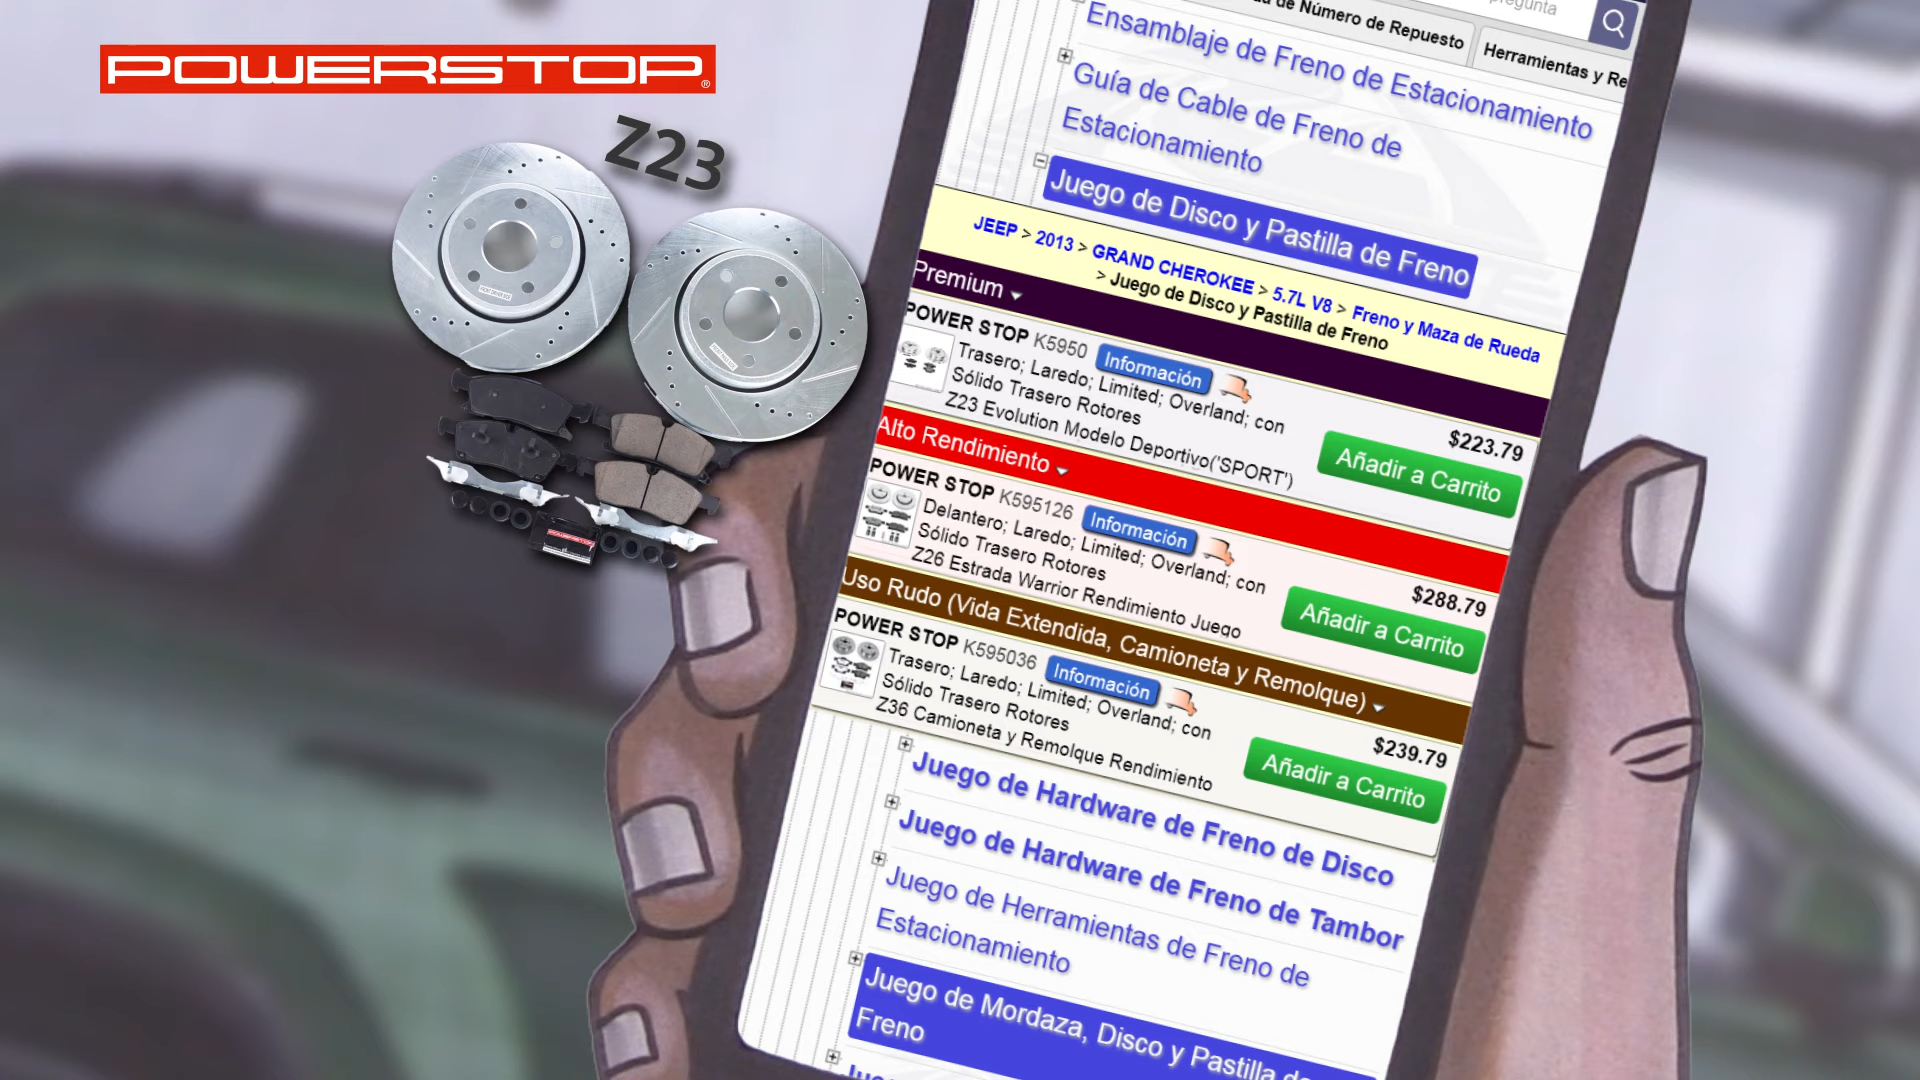 POWERSTOP®
Z23
POWERSTOP
de Número de Repuesto
Herramientas y Re
Ensamblaje de Freno de Estacionamiento
Guía de Cable de Freno de
Estacionamiento
Juego de Disco y Pastilla de Freno
JEEP > 2013 > GRAND CHEROKEE > 5.7L V8 > Freno y Maza de Rueda
> Juego de Disco y Pastilla de Freno
Premium
POWER STOP K5950 Información
Trasero; Laredo; Limited; Overland; con
Sólido Trasero Rotores
Z23 Evolution Modelo Deportivo('SPORT')
$223.79
Añadir a Carrito
Alto Rendimiento
POWER STOP K595126 Información
Delantero; Laredo; Limited; Overland; con
Sólido Trasero Rotores
Z26 Estrada Warrior Rendimiento Juego
$288.79
Añadir a Carrito
Uso Rudo (Vida Extendida, Camioneta y Remolque)
POWER STOP K595036 Información
Trasero; Laredo; Limited; Overland; con
Sólido Trasero Rotores
Z36 Camioneta y Remolque Rendimiento
$239.79
Añadir a Carrito
Juego de Hardware de Freno de Disco
Juego de Hardware de Freno de Tambor
Juego de Herramientas de Freno de
Estacionamiento
Juego de Mordaza, Disco y Pastilla de
Freno